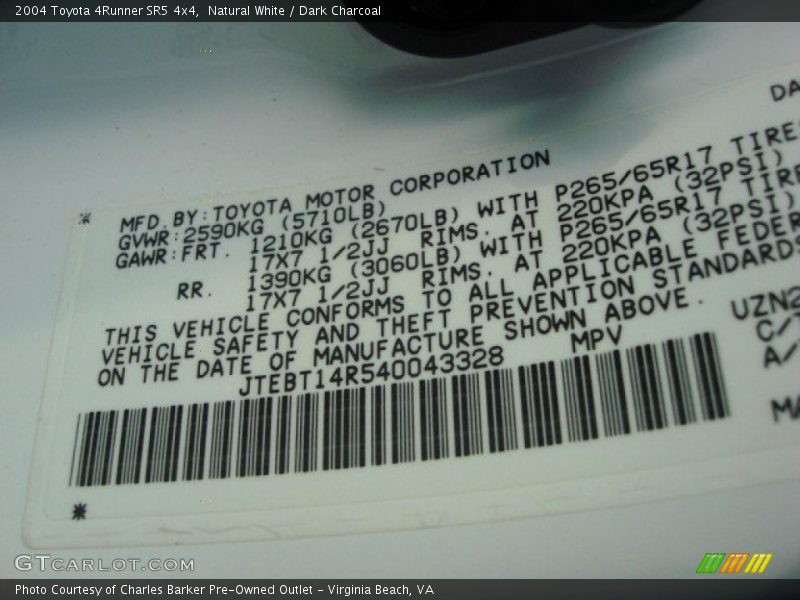 2004 Toyota 4Runner SR5 4x4, Natural White / Dark Charcoal
MFD. BY: TOYOTA MOTOR CORPORATION
GVWR: 2590KG (5710LB)
GAWR: FRT. 1210KG (2670LB) WITH P265/65R17 TIRE
17X7 1/2JJ RIMS. AT 220KPA (32PSI)
RR. 1390KG (3060LB) WITH P265/65R17 TIRE
17X7 1/2JJ RIMS. AT 220KPA (32PSI)
THIS VEHICLE CONFORMS TO ALL APPLICABLE FEDER
VEHICLE SAFETY AND THEFT PREVENTION STANDARDS
ON THE DATE OF MANUFACTURE SHOWN ABOVE.
JTEBT14R540043328 MPV
DA
UZN2
C/
A/
MA
GTCARLOT.COM
Photo Courtesy of Charles Barker Pre-Owned Outlet - Virginia Beach, VA